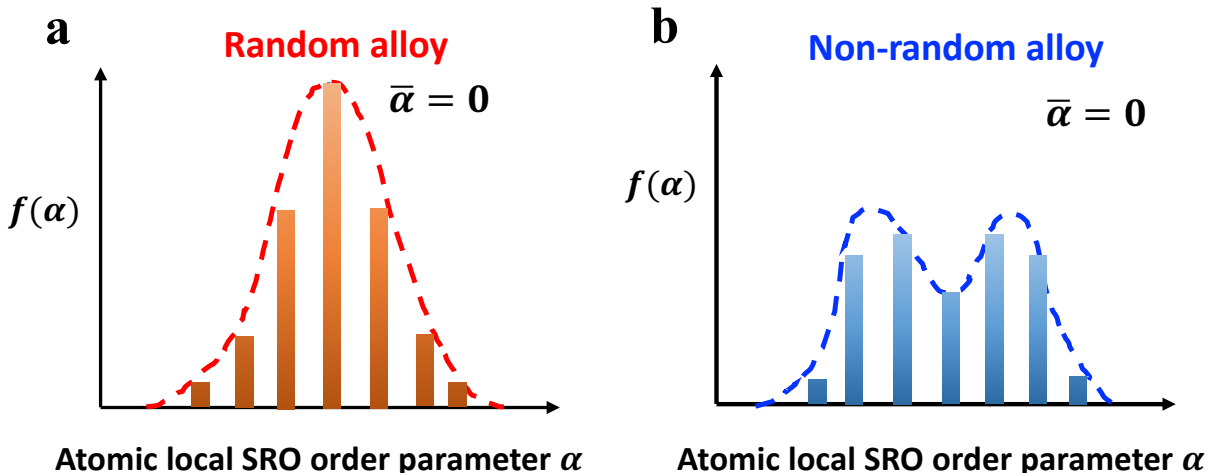 a
Random alloy
ᾱ = 0
f(α)
Atomic local SRO order parameter α
b
Non-random alloy
ᾱ = 0
f(α)
Atomic local SRO order parameter α